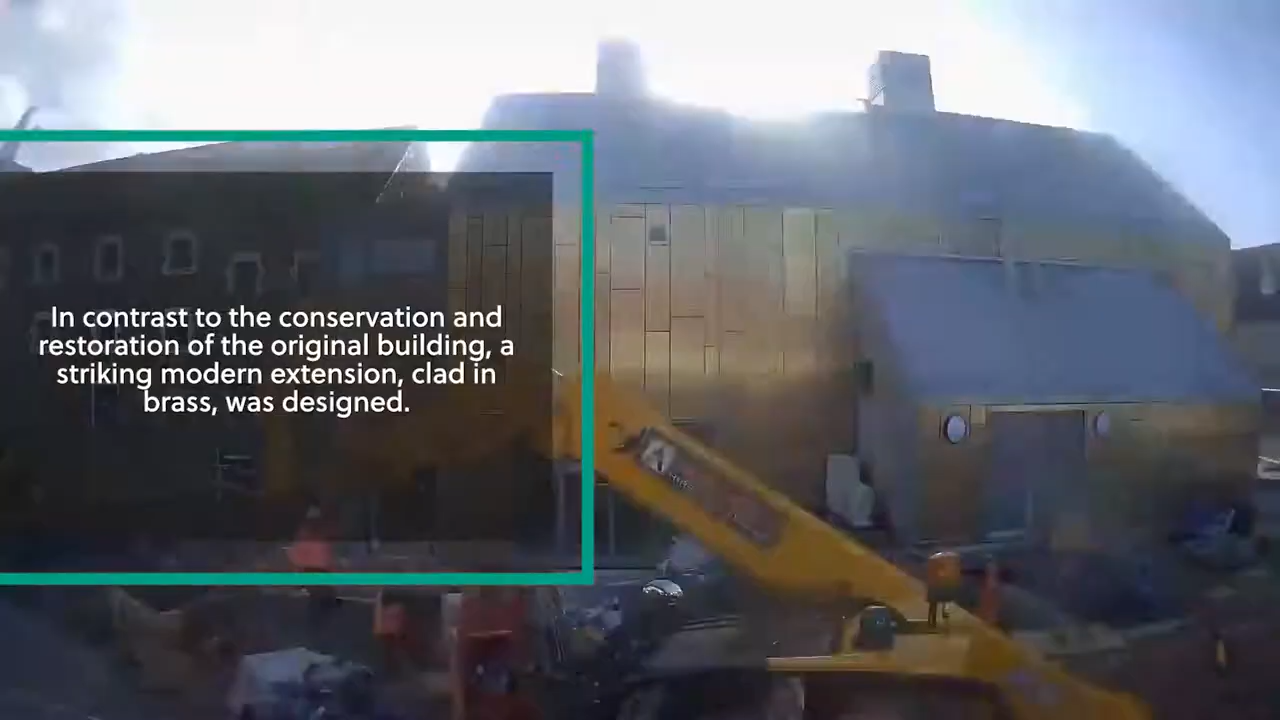 In contrast to the conservation and
restoration of the original building, a
striking modern extension, clad in
brass, was designed.